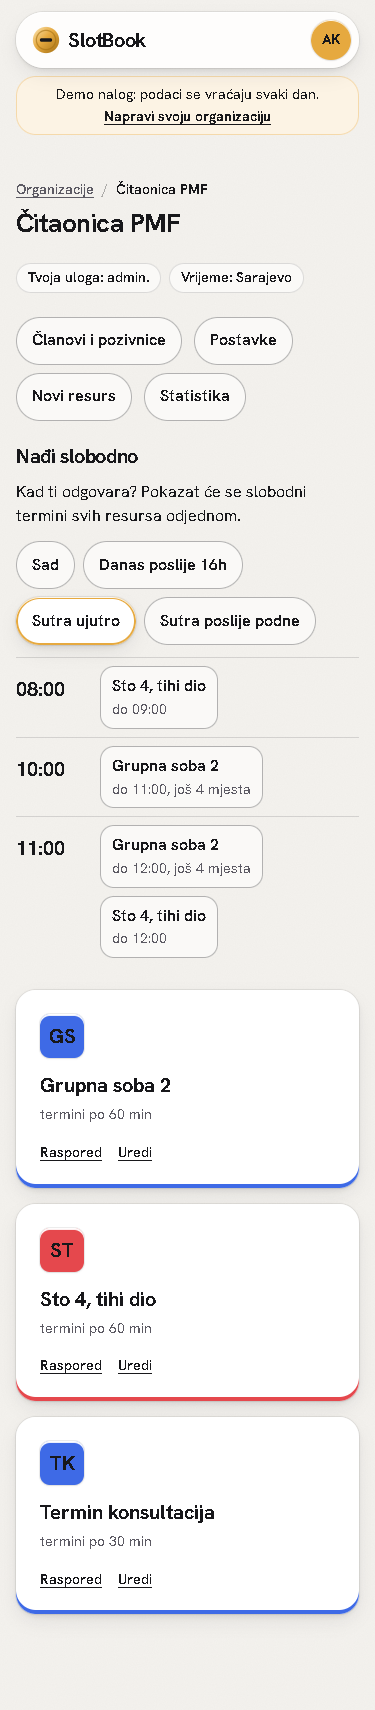 SlotBook
AK
Demo nalog: podaci se vraćaju svaki dan.
Napravi svoju organizaciju
Organizacije / Čitaonica PMF
Čitaonica PMF
Tvoja uloga: admin.
Vrijeme: Sarajevo
Članovi i pozivnice
Postavke
Novi resurs
Statistika
Nađi slobodno
Kad ti odgovara? Pokazat će se slobodni
termini svih resursa odjednom.
Sad
Danas poslije 16h
Sutra ujutro
Sutra poslije podne
08:00
Sto 4, tihi dio
do 09:00
10:00
Grupna soba 2
do 11:00, još 4 mjesta
11:00
Grupna soba 2
do 12:00, još 4 mjesta
Sto 4, tihi dio
do 12:00
GS
Grupna soba 2
termini po 60 min
Raspored Uredi
ST
Sto 4, tihi dio
termini po 60 min
Raspored Uredi
TK
Termin konsultacija
termini po 30 min
Raspored Uredi